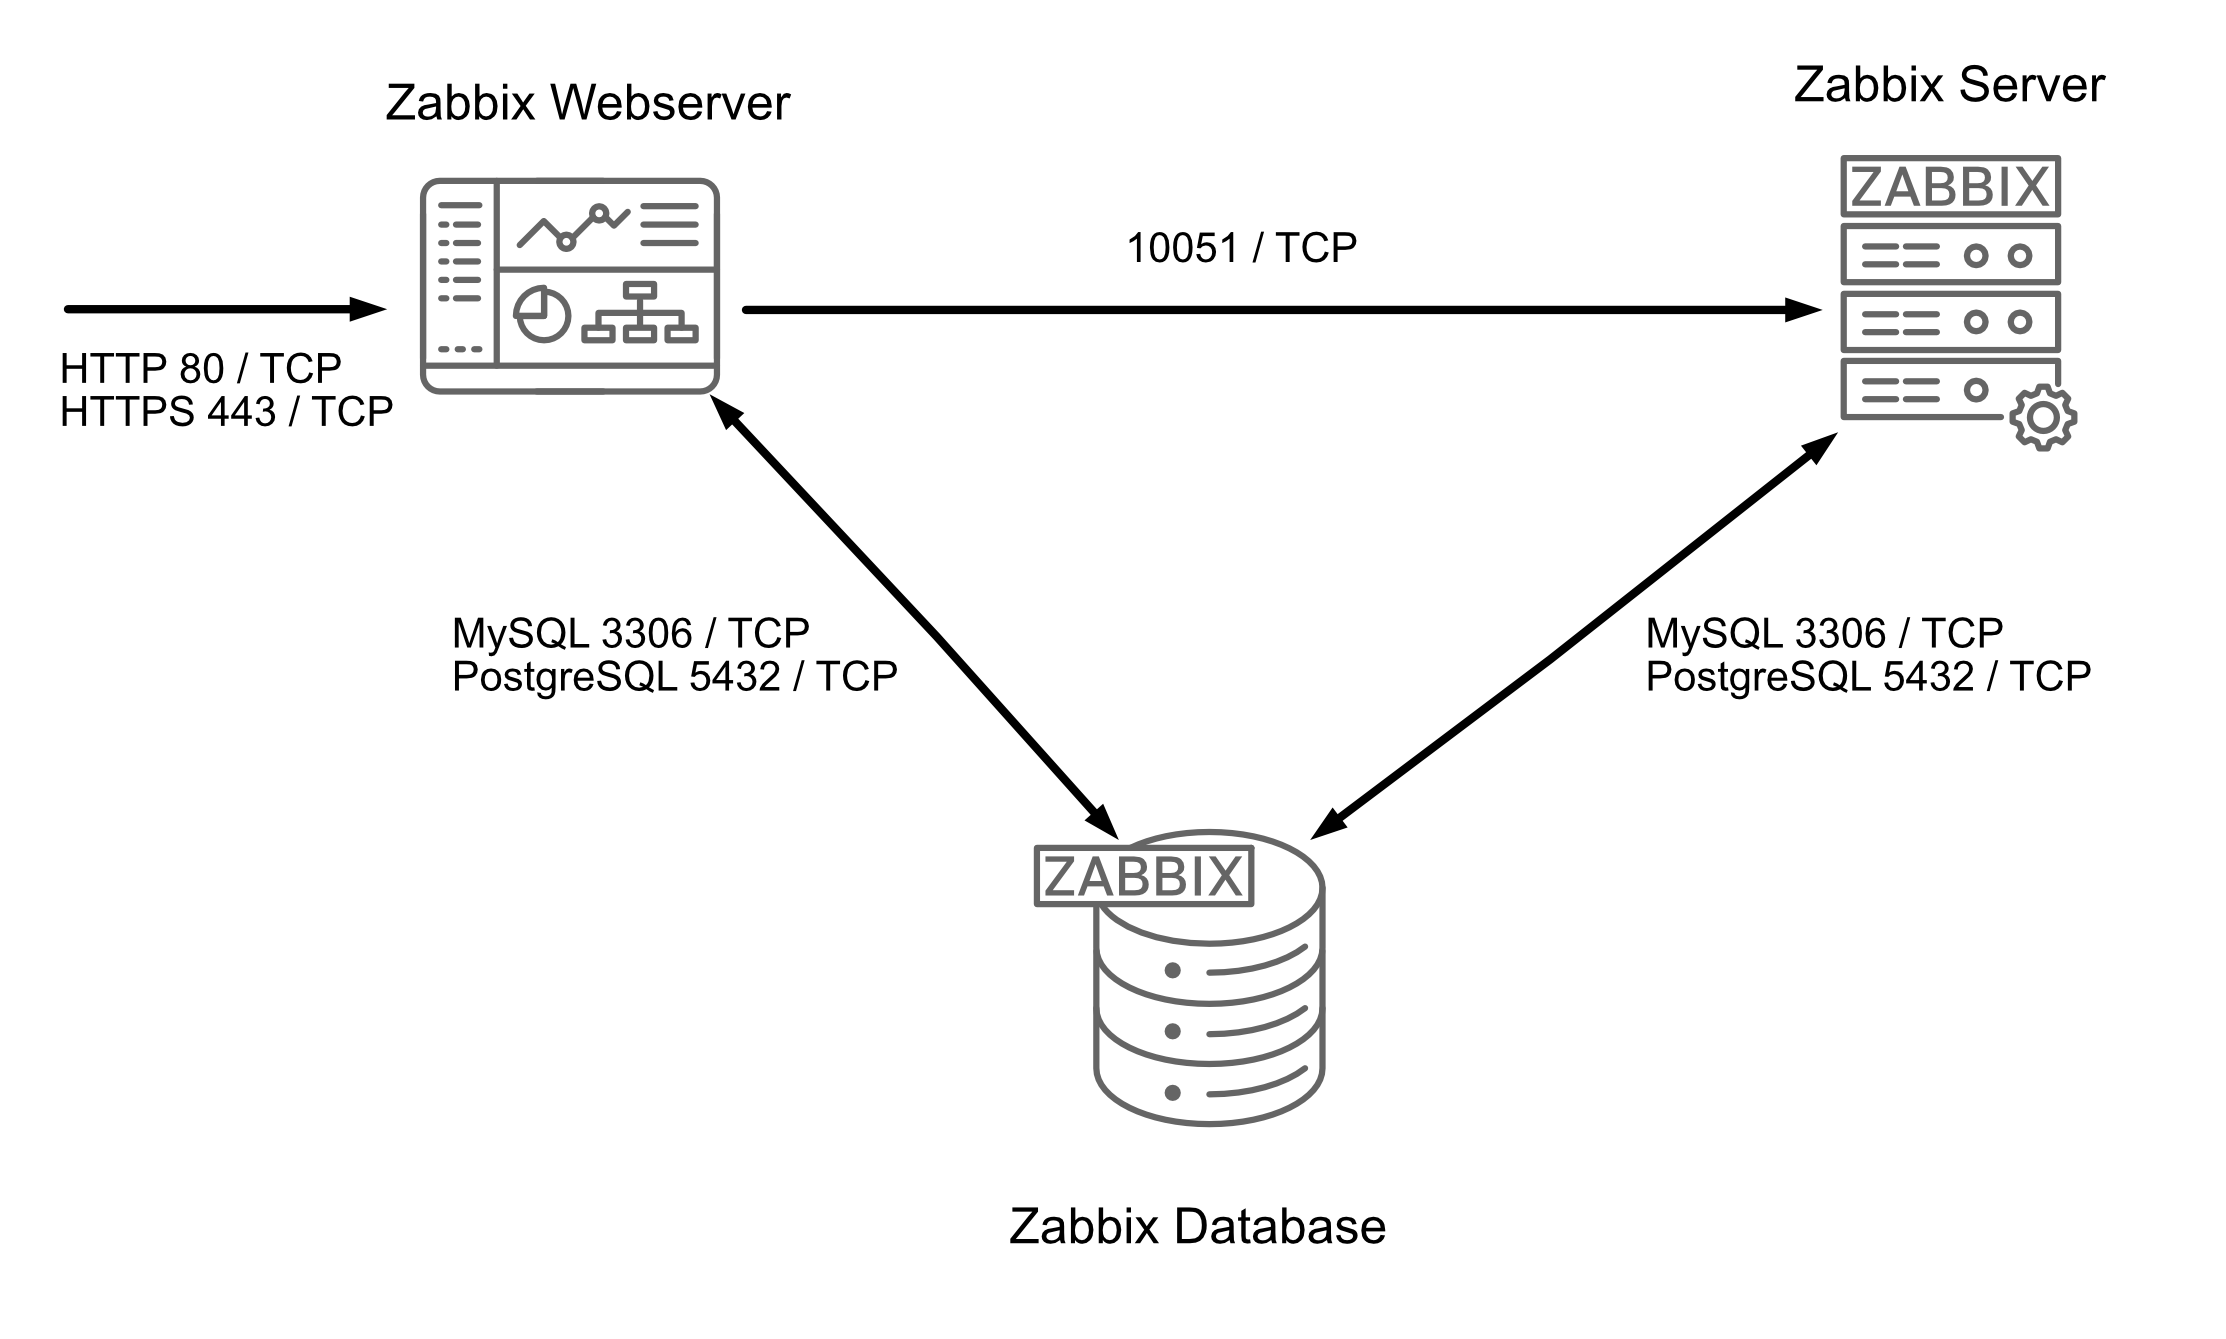 Zabbix Webserver
Zabbix Server
ZABBIX
10051 / TCP
HTTP 80 / TCP
HTTPS 443 / TCP
MySQL 3306 / TCP
PostgreSQL 5432 / TCP
MySQL 3306 / TCP
PostgreSQL 5432 / TCP
ZABBIX
Zabbix Database